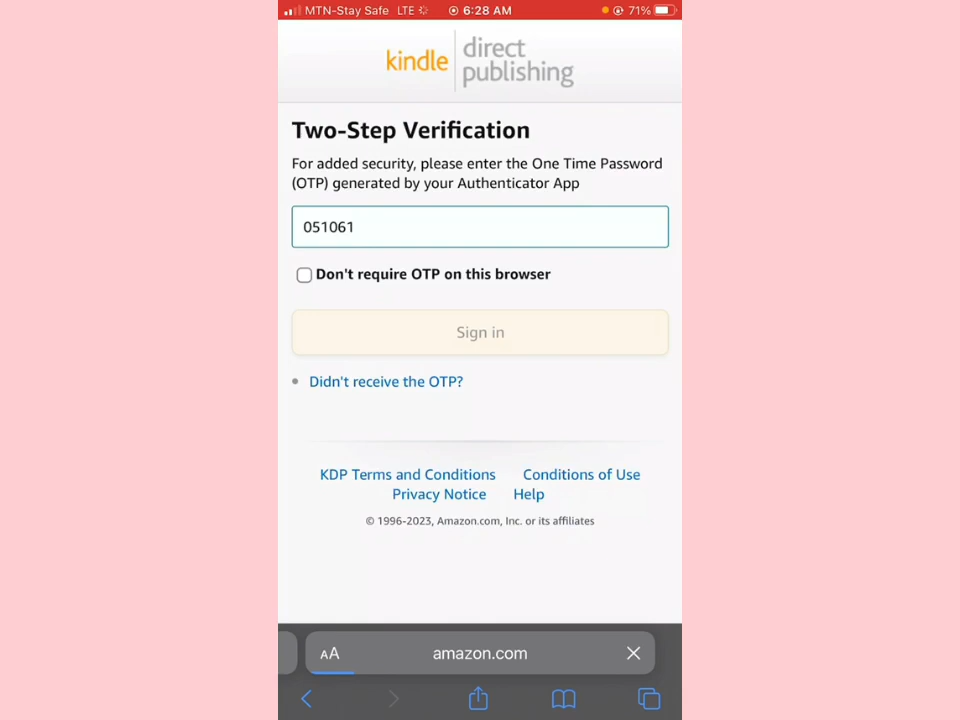 MTN-Stay Safe LTE 6:28 AM 71%
kindle direct publishing
Two-Step Verification
For added security, please enter the One Time Password
(OTP) generated by your Authenticator App
051061
Don't require OTP on this browser
Sign in
Didn't receive the OTP?
KDP Terms and Conditions Conditions of Use
Privacy Notice Help
© 1996-2023, Amazon.com, Inc. or its affiliates
AA amazon.com